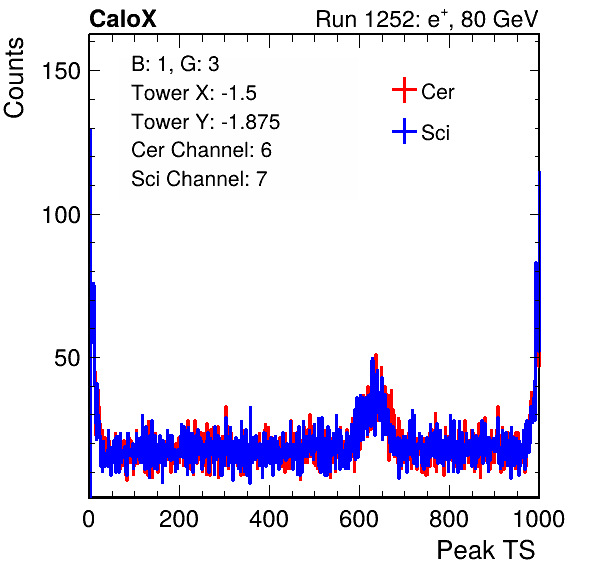 CaloX Run 1252: e⁺, 80 GeV
Counts
150
100
50
B: 1, G: 3
Tower X: -1.5
Tower Y: -1.875
Cer Channel: 6
Sci Channel: 7
Cer
Sci
0 200 400 600 800 1000
Peak TS